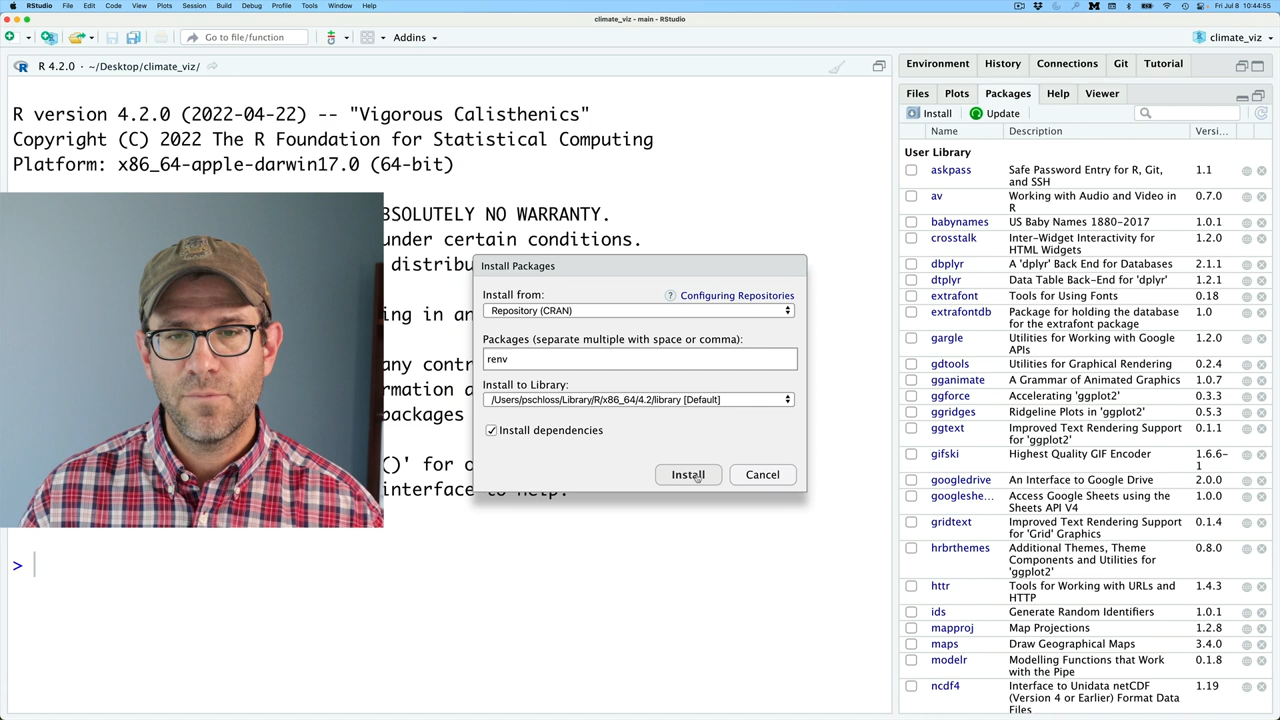 RStudio File Edit Code View Plots Session Build Debug Profile Tools Window Help Fri Jul 8 10:44:55
climate_viz - main - RStudio
Go to file/function Addins climate_viz
R 4.2.0 · ~/Desktop/climate_viz/
R version 4.2.0 (2022-04-22) -- "Vigorous Calisthenics"
Copyright (C) 2022 The R Foundation for Statistical Computing
Platform: x86_64-apple-darwin17.0 (64-bit)
BSOLUTELY NO WARRANTY.
under certain conditions.
distrib
ing in a
any contr
ormation a
packages
()' for o
interface to help.
>
Install Packages
Install from:
? Configuring Repositories
Repository (CRAN)
Packages (separate multiple with space or comma):
renv
Install to Library:
/Users/pschloss/Library/R/x86_64/4.2/library [Default]
Install dependencies
Install Cancel
Environment History Connections Git Tutorial
Files Plots Packages Help Viewer
Install Update
Name Description Versi...
User Library
askpass Safe Password Entry for R, Git, 1.1
and SSH
av Working with Audio and Video in 0.7.0
R
babynames US Baby Names 1880-2017 1.0.1
crosstalk Inter-Widget Interactivity for 1.2.0
HTML Widgets
dbplyr A 'dplyr' Back End for Databases 2.1.1
dtplyr Data Table Back-End for 'dplyr' 1.2.1
extrafont Tools for Using Fonts 0.18
extrafontdb Package for holding the database 1.0
for the extrafont package
gargle Utilities for Working with Google 1.2.0
APIs
gdtools Utilities for Graphical Rendering 0.2.4
gganimate A Grammar of Animated Graphics 1.0.7
ggforce Accelerating 'ggplot2' 0.3.3
ggridges Ridgeline Plots in 'ggplot2' 0.5.3
ggtext Improved Text Rendering Support 0.1.1
for 'ggplot2'
gifski Highest Quality GIF Encoder 1.6.6-
1
googledrive An Interface to Google Drive 2.0.0
googleshe... Access Google Sheets using the 1.0.0
Sheets API V4
gridtext Improved Text Rendering Support 0.1.4
for 'Grid' Graphics
hrbrthemes Additional Themes, Theme 0.8.0
Components and Utilities for
'ggplot2'
httr Tools for Working with URLs and 1.4.3
HTTP
ids Generate Random Identifiers 1.0.1
mapproj Map Projections 1.2.8
maps Draw Geographical Maps 3.4.0
modelr Modelling Functions that Work 0.1.8
with the Pipe
ncdf4 Interface to Unidata netCDF 1.19
(Version 4 or Earlier) Format Data
Files